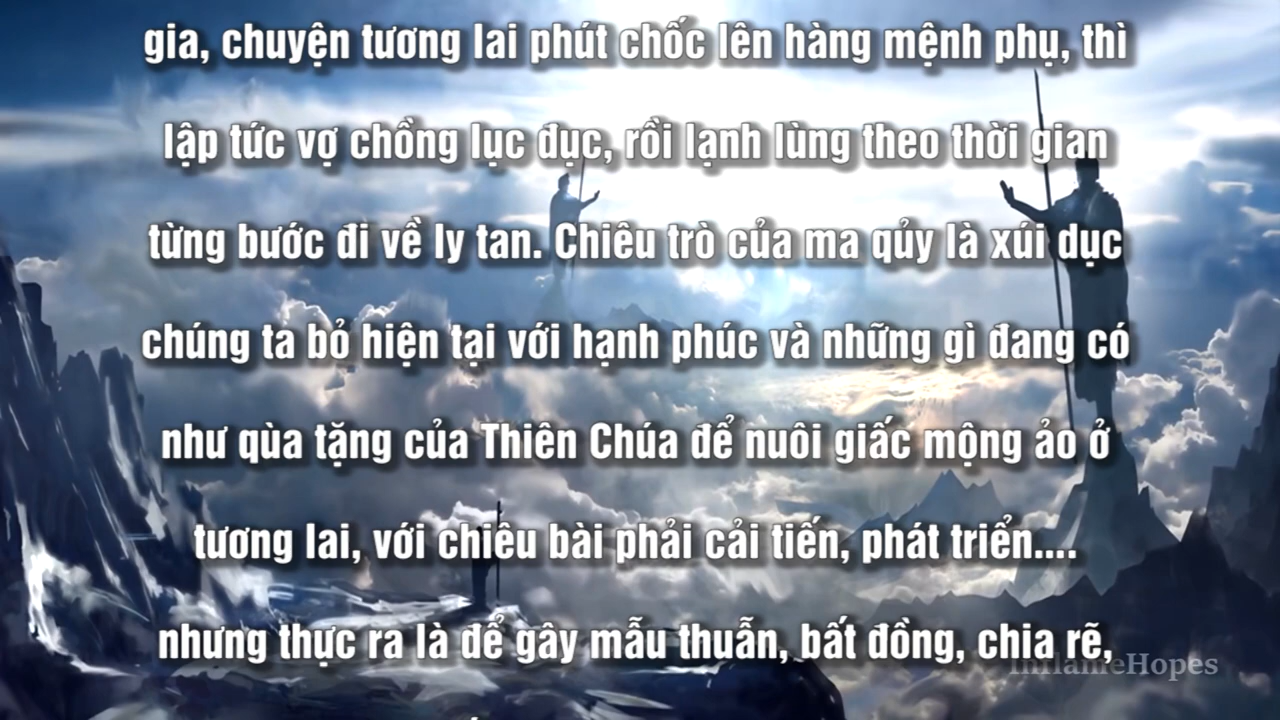 gia, chuyện tương lai phút chốc lên hàng mệnh phụ, thì
lập tức vợ chồng lục đục, rồi lạnh lùng theo thời gian
từng bước đi về ly tan. Chiêu trò của ma qủy là xúi dục
chúng ta bỏ hiện tại với hạnh phúc và những gì đang có
như qùa tặng của Thiên Chúa để nuôi giấc mộng ảo ở
tương lai, với chiêu bài phải cải tiến, phát triển....
nhưng thực ra là để gây mẫu thuẫn, bất đồng, chia rẽ,
InflameHopes